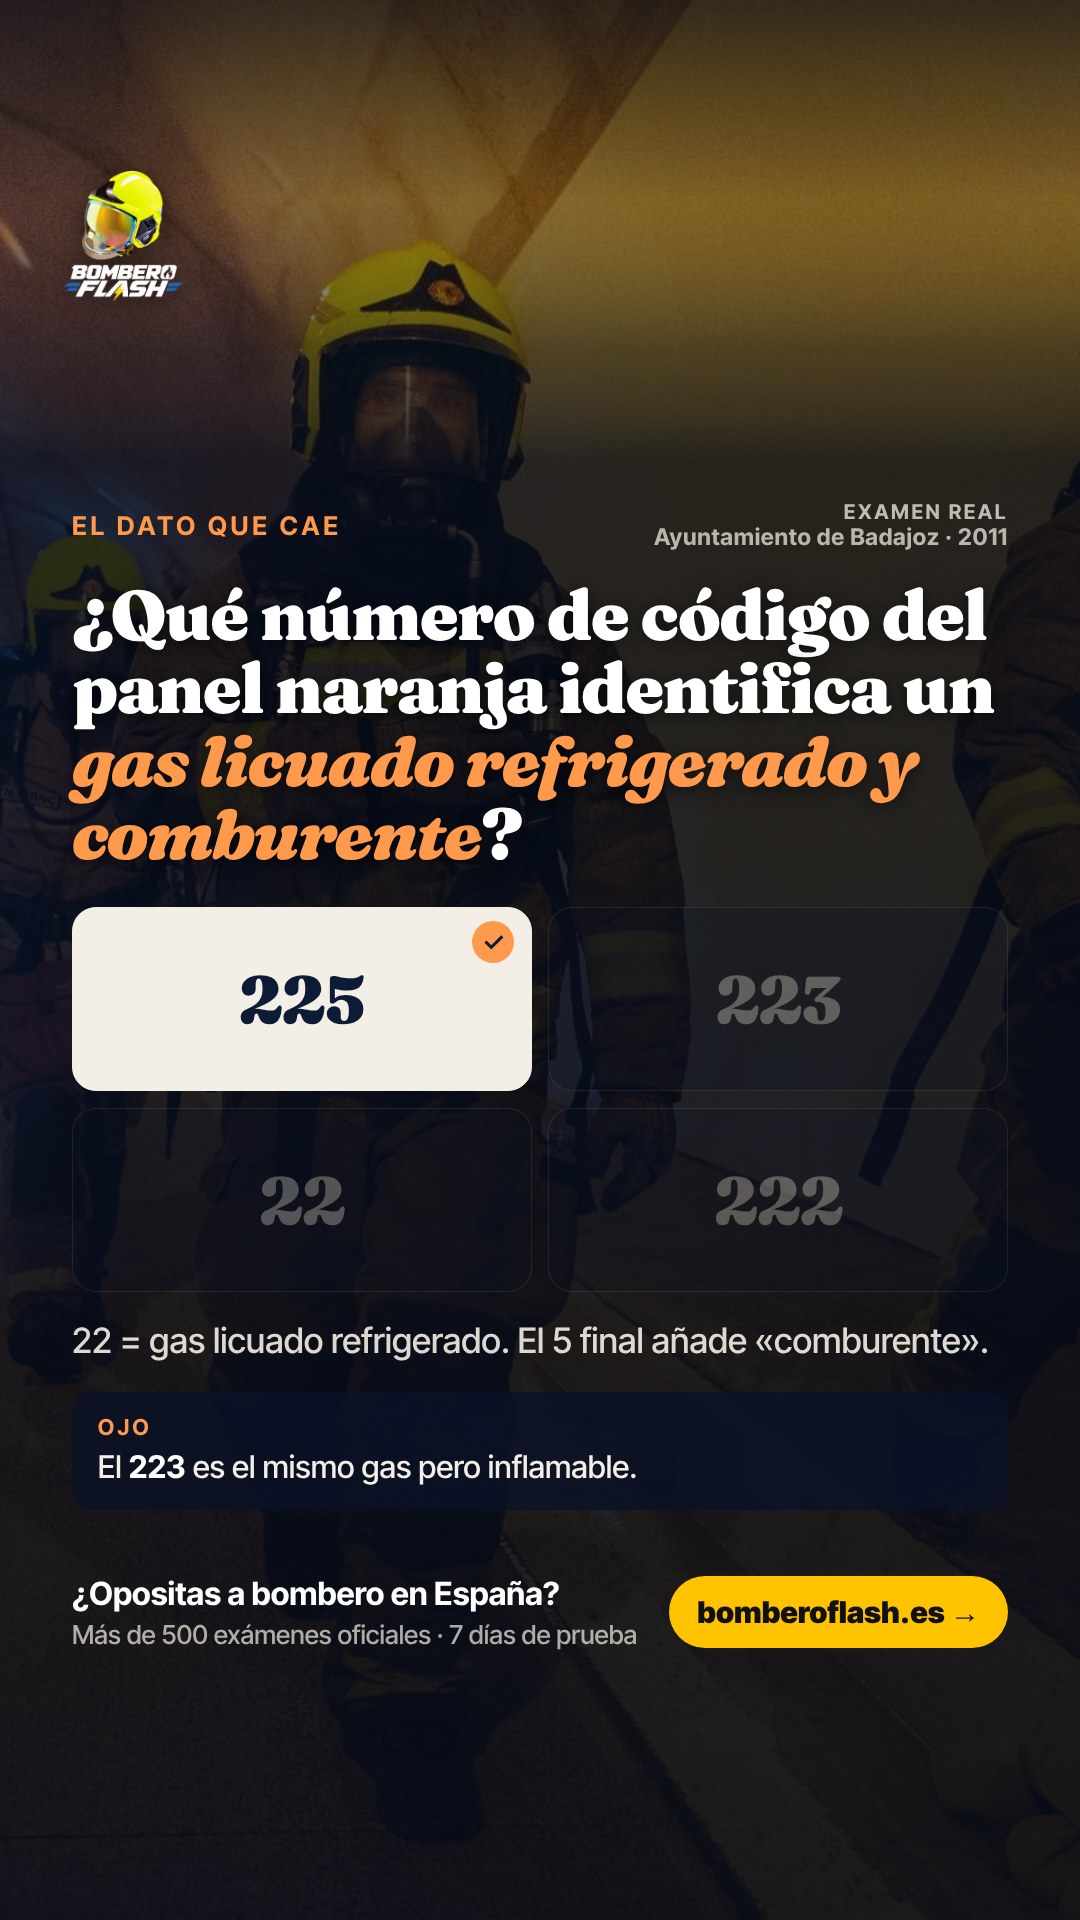 BOMBERO
FLASH
EL DATO QUE CAE
EXAMEN REAL
Ayuntamiento de Badajoz · 2011
¿Qué número de código del
panel naranja identifica un
gas licuado refrigerado y
comburente?
225
223
22
222
22 = gas licuado refrigerado. El 5 final añade «comburente».
OJO
El 223 es el mismo gas pero inflamable.
¿Opositas a bombero en España?
Más de 500 exámenes oficiales · 7 días de prueba
bomberoflash.es →